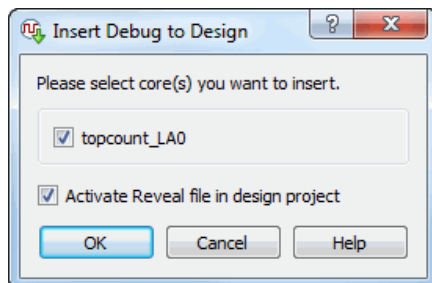 Insert Debug to Design
Please select core(s) you want to insert.
topcount_LA0
Activate Reveal file in design project
OK Cancel Help